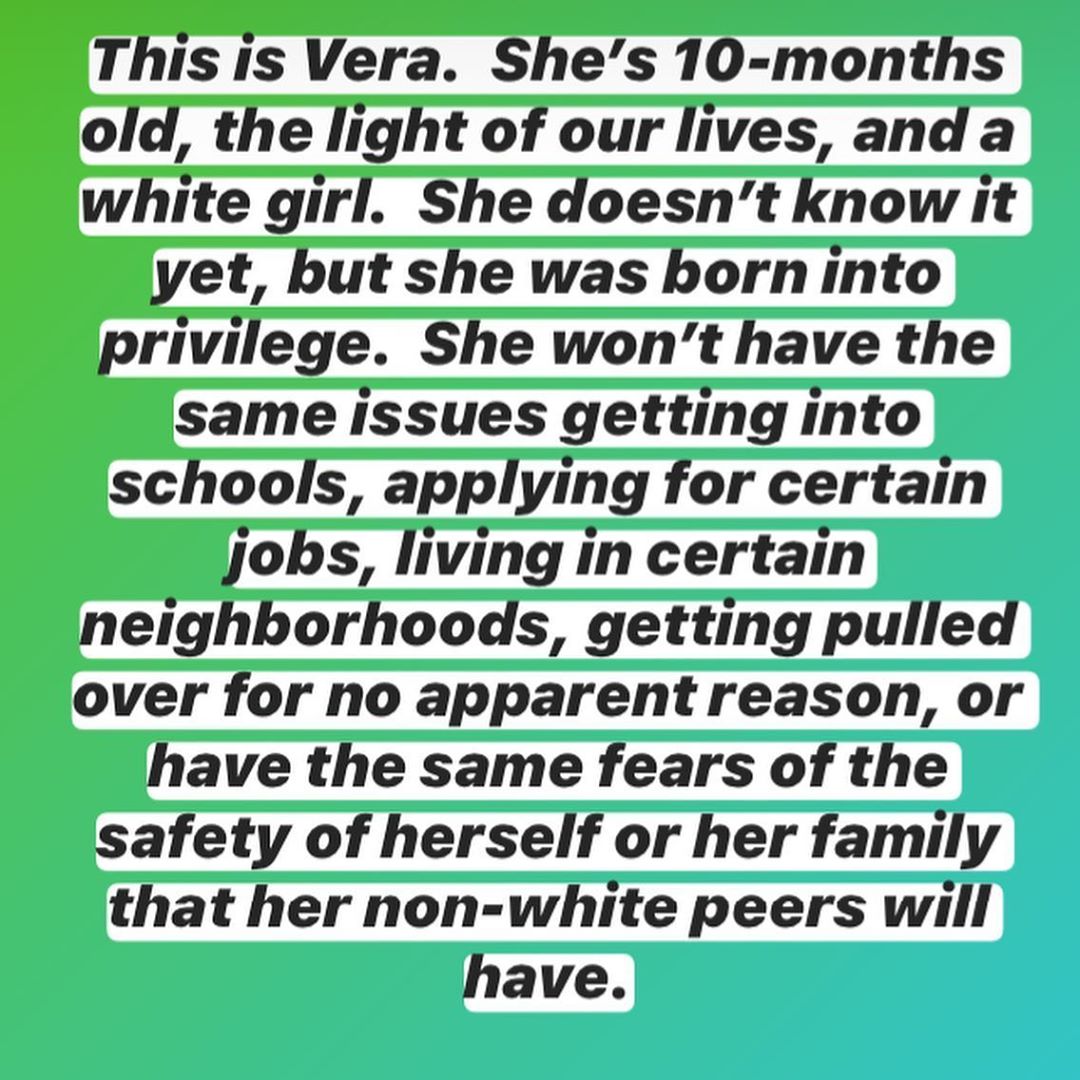 This is Vera.  She’s 10-months
old, the light of our lives, and a
white girl.  She doesn’t know it
yet, but she was born into
privilege.  She won’t have the
same issues getting into
schools, applying for certain
jobs, living in certain
neighborhoods, getting pulled
over for no apparent reason, or
have the same fears of the
safety of herself or her family
that her non-white peers will
have.